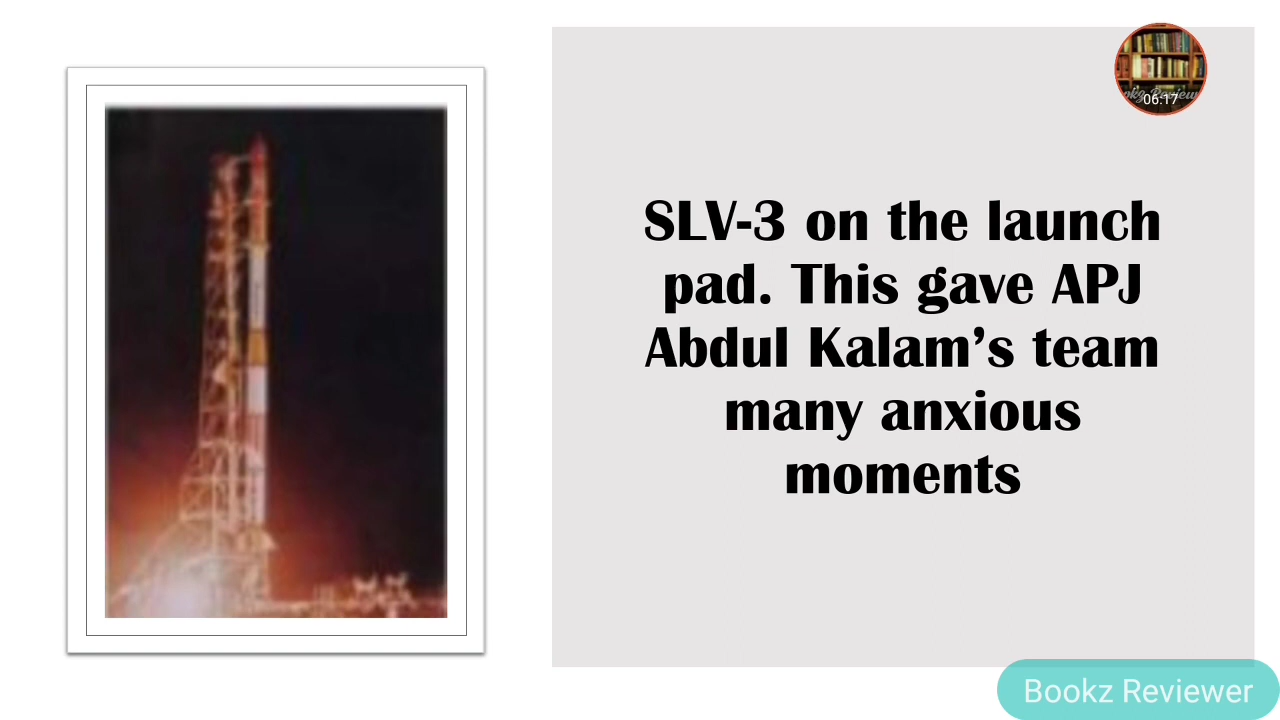 06:17
SLV-3 on the launch
pad. This gave APJ
Abdul Kalam’s team
many anxious
moments
Bookz Reviewer